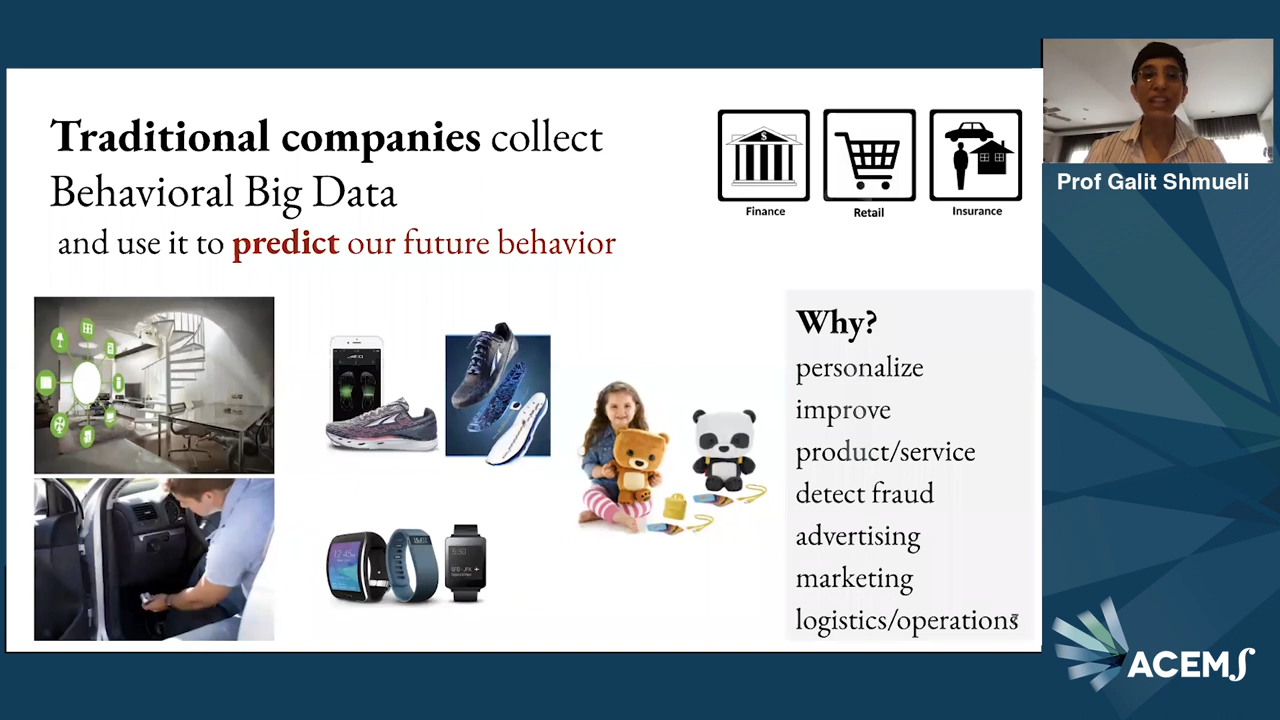 Traditional companies collect
Behavioral Big Data
and use it to predict our future behavior
Finance
Retail
Insurance
Prof Galit Shmueli
Why?
personalize
improve
product/service
detect fraud
advertising
marketing
logistics/operations
ACEMS